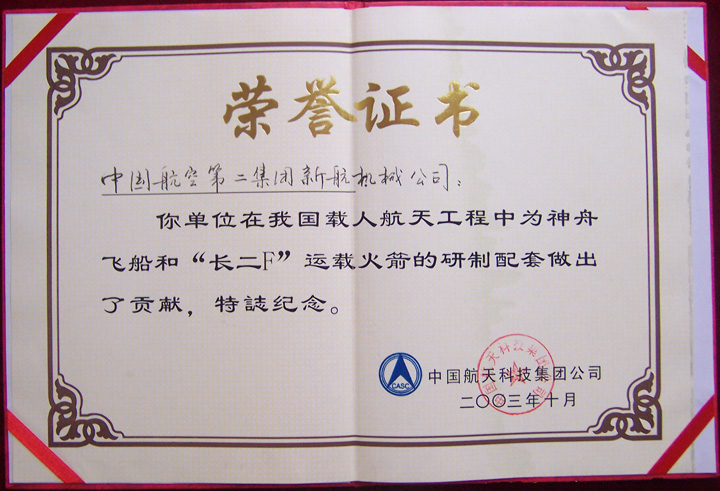 荣誉证书
中国航空第二集团新航机械公司：
你单位在我国载人航天工程中为神舟
飞船和“长二F”运载火箭的研制配套做出
了贡献，特誌纪念。
CASC
中国航天科技集团公司
二〇〇三年十月